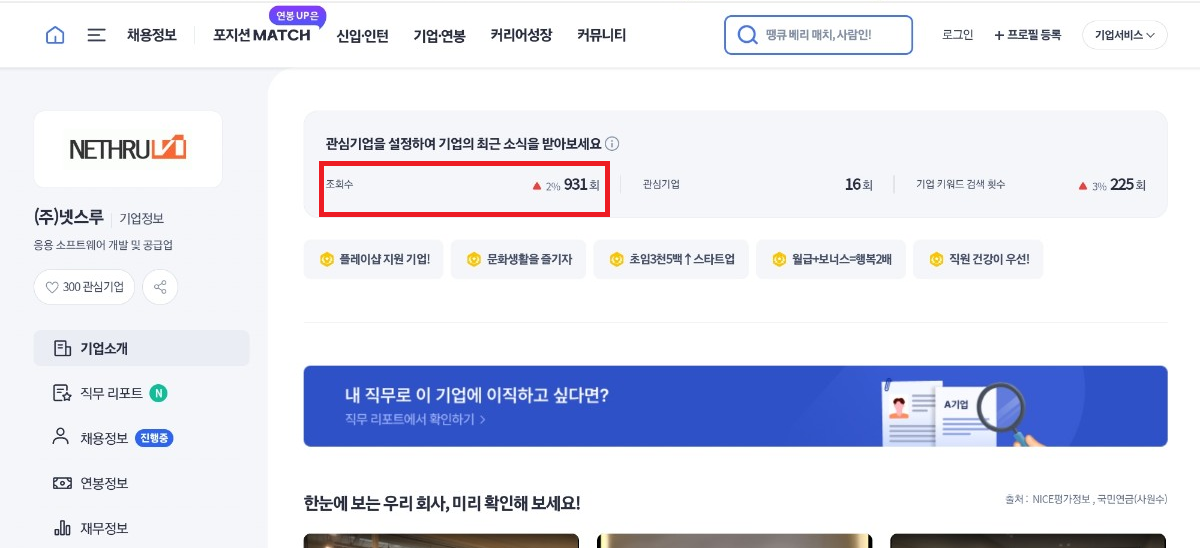 연봉 UP은
채용정보 포지션 MATCH 신입·인턴 기업·연봉 커리어성장 커뮤니티 땡큐 베리 매치, 사람인! 로그인 + 프로필 등록 기업서비스
NETHRU
(주)넷스루 기업정보
응용 소프트웨어 개발 및 공급업
300 관심기업
기업소개
직무 리포트 N
채용정보 진행중
연봉정보
재무정보
관심기업을 설정하여 기업의 최근 소식을 받아보세요
조회수 ▲ 2% 931 회 관심기업 16 회 기업 키워드 검색 횟수 ▲ 3% 225 회
플레이샵 지원 기업! 문화생활을 즐기자 초임3천5백↑스타트업 월급+보너스=행복2배 직원 건강이 우선!
내 직무로 이 기업에 이직하고 싶다면?
직무 리포트에서 확인하기 >
A기업
한눈에 보는 우리 회사, 미리 확인해 보세요!
출처 : NICE평가정보 , 국민연금(사원수)